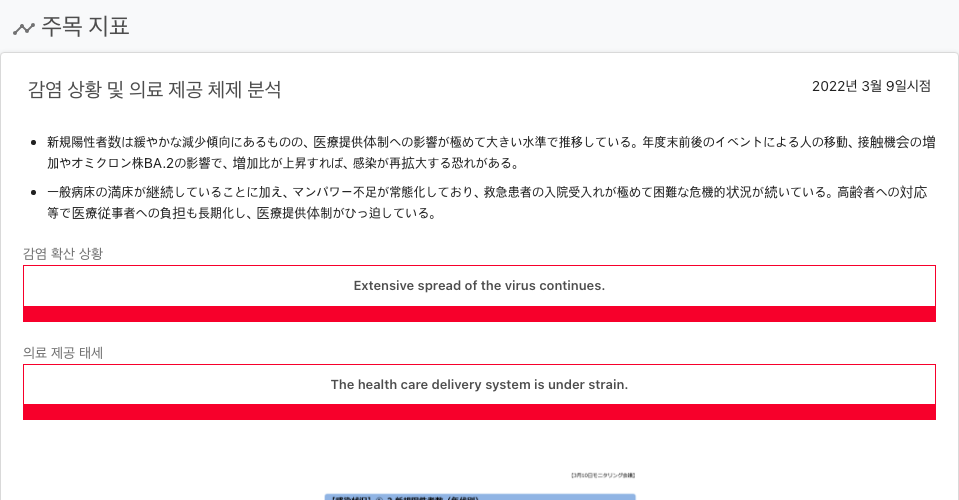 주목 지표
감염 상황 및 의료 제공 체제 분석
2022년 3월 9일시점
新規陽性者数は緩やかな減少傾向にあるものの、医療提供体制への影響が極めて大きい水準で推移している。年度末前後のイベントによる人の移動、接触機会の増
加やオミクロン株BA.2の影響で、増加比が上昇すれば、感染が再拡大する恐れがある。
一般病床の満床が継続していることに加え、マンパワー不足が常態化しており、救急患者の入院受入れが極めて困難な危機的状況が続いている。高齢者への対応
等で医療従事者への負担も長期化し、医療提供体制がひっ迫している。
감염 확산 상황
Extensive spread of the virus continues.
의료 제공 태세
The health care delivery system is under strain.
【3月10日モニタリング会議】